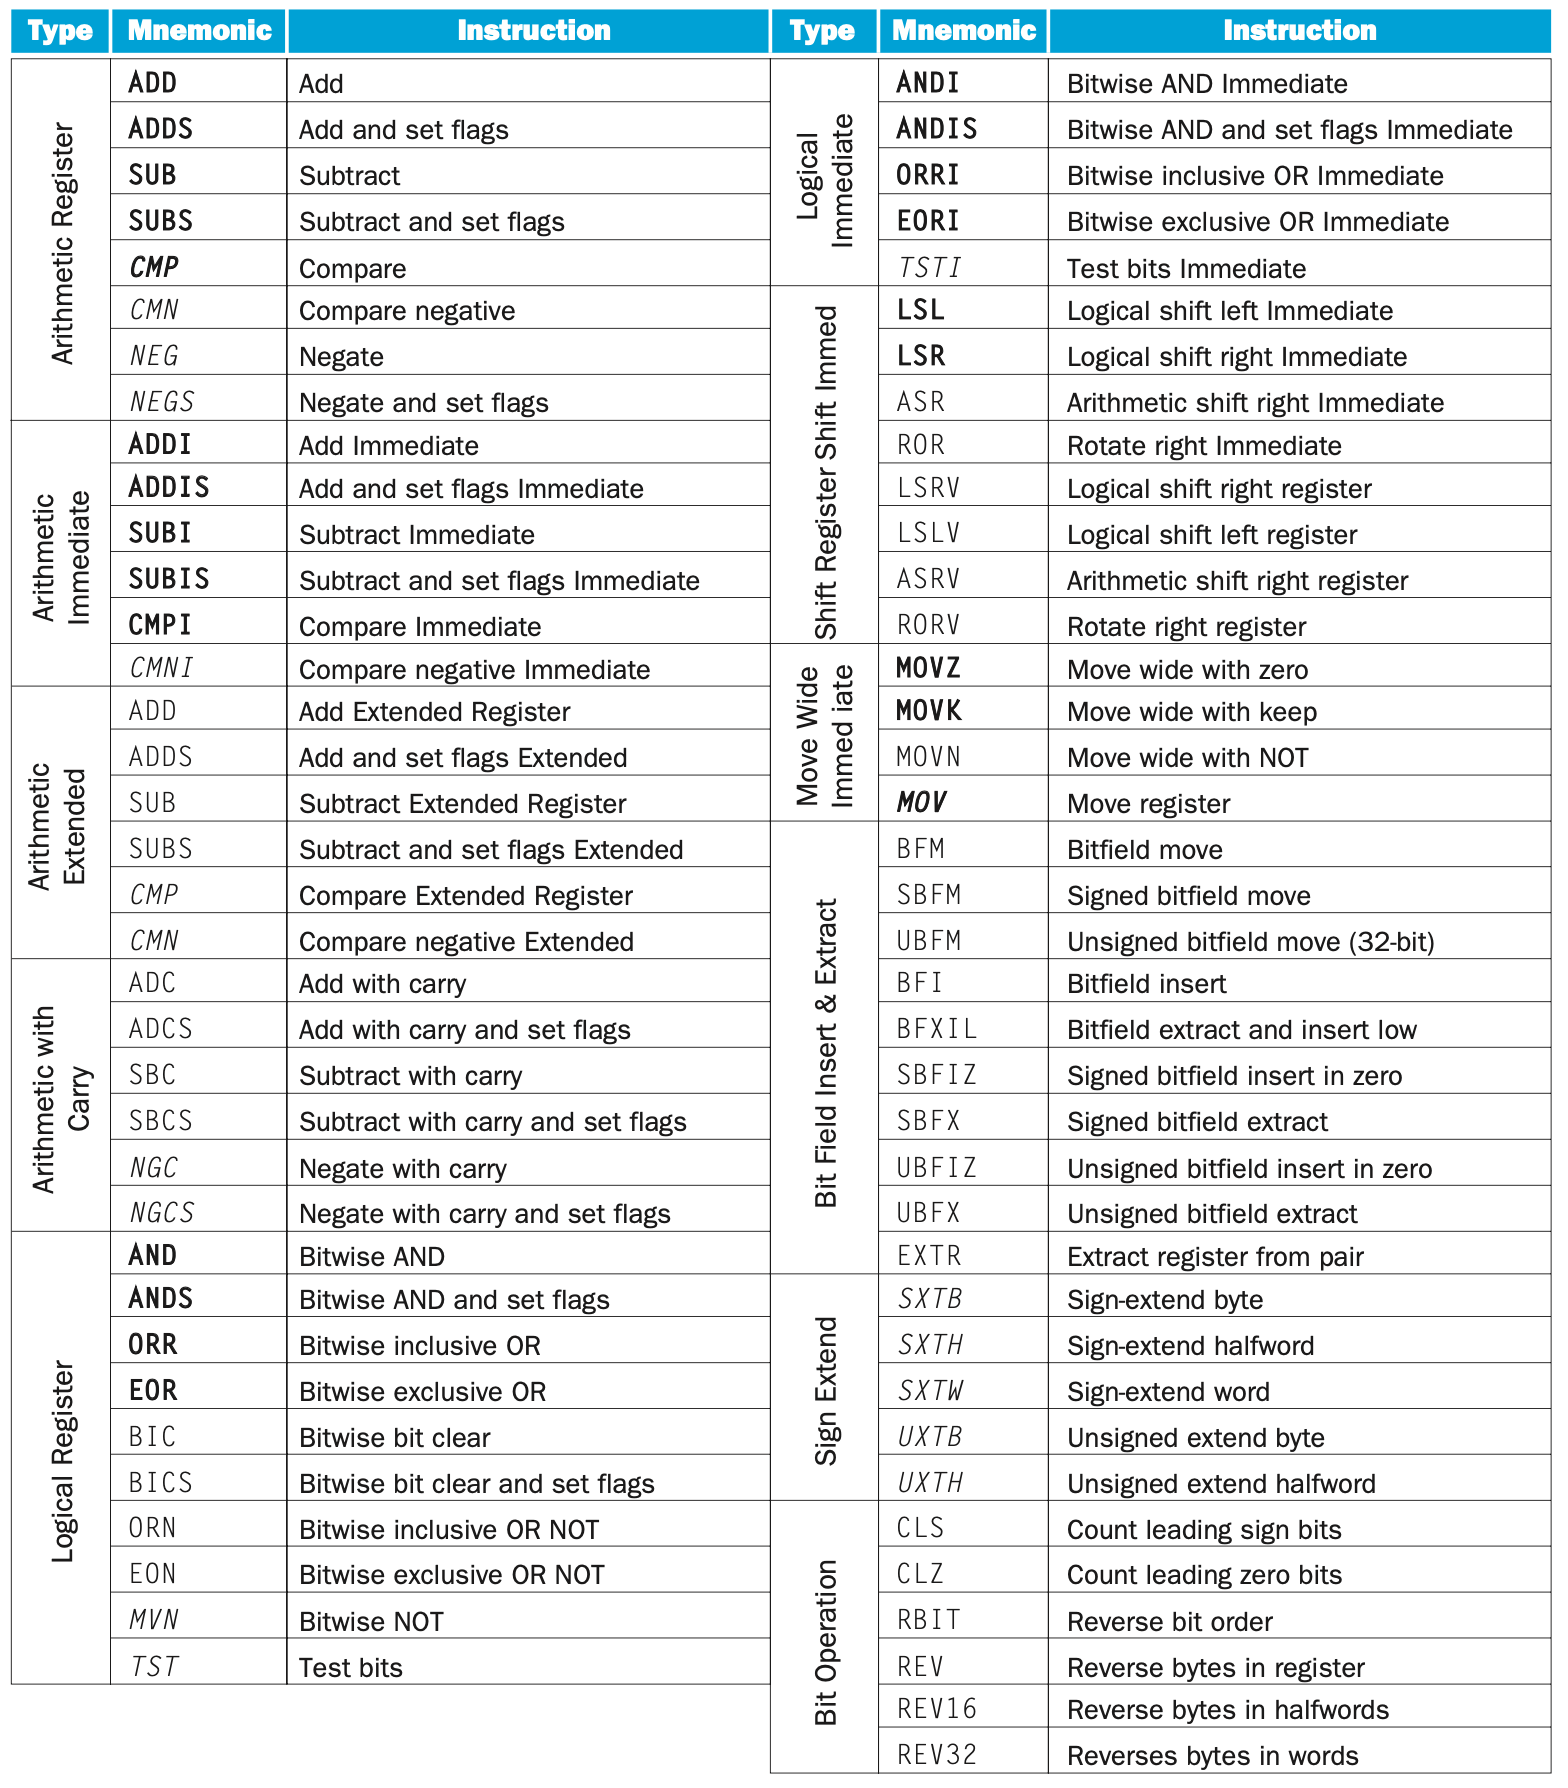 Type Mnemonic Instruction Type Mnemonic Instruction
Arithmetic Register
ADD Add
ADDS Add and set flags
SUB Subtract
SUBS Subtract and set flags
CMP Compare
CMN Compare negative
NEG Negate
NEGS Negate and set flags
Arithmetic
Immediate
ADDI Add Immediate
ADDIS Add and set flags Immediate
SUBI Subtract Immediate
SUBIS Subtract and set flags Immediate
CMPI Compare Immediate
CMNI Compare negative Immediate
Arithmetic
Extended
ADD Add Extended Register
ADDS Add and set flags Extended
SUB Subtract Extended Register
SUBS Subtract and set flags Extended
CMP Compare Extended Register
CMN Compare negative Extended
Arithmetic with
Carry
ADC Add with carry
ADCS Add with carry and set flags
SBC Subtract with carry
SBCS Subtract with carry and set flags
NGC Negate with carry
NGCS Negate with carry and set flags
Logical Register
AND Bitwise AND
ANDS Bitwise AND and set flags
ORR Bitwise inclusive OR
EOR Bitwise exclusive OR
BIC Bitwise bit clear
BICS Bitwise bit clear and set flags
ORN Bitwise inclusive OR NOT
EON Bitwise exclusive OR NOT
MVN Bitwise NOT
TST Test bits
Logical
Immediate
ANDI Bitwise AND Immediate
ANDIS Bitwise AND and set flags Immediate
ORRI Bitwise inclusive OR Immediate
EORI Bitwise exclusive OR Immediate
TSTI Test bits Immediate
Shift Register Shift Immed
LSL Logical shift left Immediate
LSR Logical shift right Immediate
ASR Arithmetic shift right Immediate
ROR Rotate right Immediate
LSRV Logical shift right register
LSLV Logical shift left register
ASRV Arithmetic shift right register
RORV Rotate right register
Move Wide
Immed iate
MOVZ Move wide with zero
MOVK Move wide with keep
MOVN Move wide with NOT
MOV Move register
Bit Field Insert & Extract
BFM Bitfield move
SBFM Signed bitfield move
UBFM Unsigned bitfield move (32-bit)
BFI Bitfield insert
BFXIL Bitfield extract and insert low
SBFIZ Signed bitfield insert in zero
SBFX Signed bitfield extract
UBFIZ Unsigned bitfield insert in zero
UBFX Unsigned bitfield extract
EXTR Extract register from pair
Sign Extend
SXTB Sign-extend byte
SXTH Sign-extend halfword
SXTW Sign-extend word
UXTB Unsigned extend byte
UXTH Unsigned extend halfword
Bit Operation
CLS Count leading sign bits
CLZ Count leading zero bits
RBIT Reverse bit order
REV Reverse bytes in register
REV16 Reverse bytes in halfwords
REV32 Reverses bytes in words